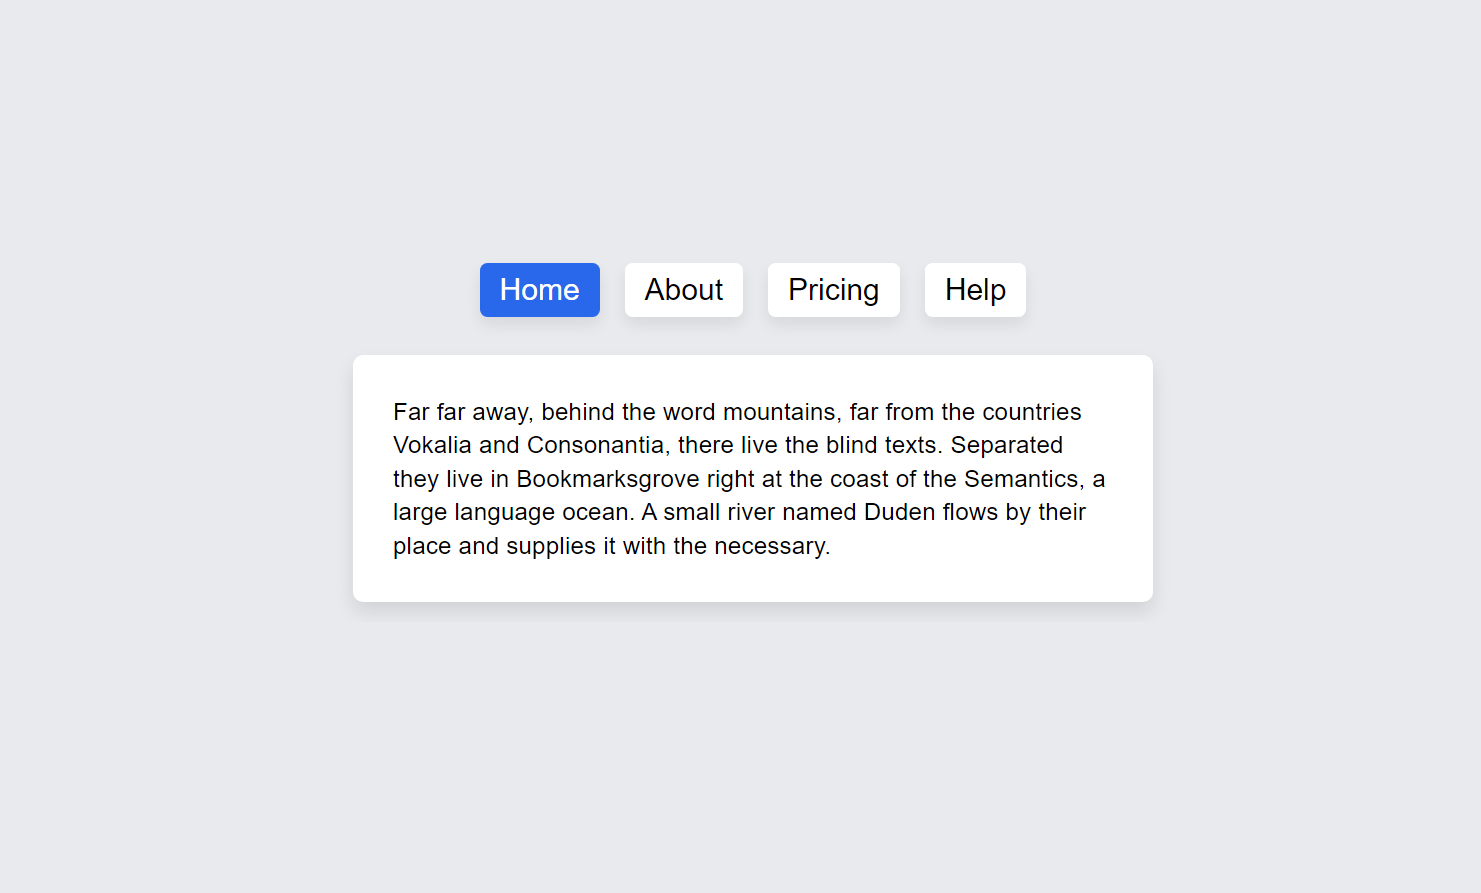 Home About Pricing Help
Far far away, behind the word mountains, far from the countries
Vokalia and Consonantia, there live the blind texts. Separated
they live in Bookmarksgrove right at the coast of the Semantics, a
large language ocean. A small river named Duden flows by their
place and supplies it with the necessary.